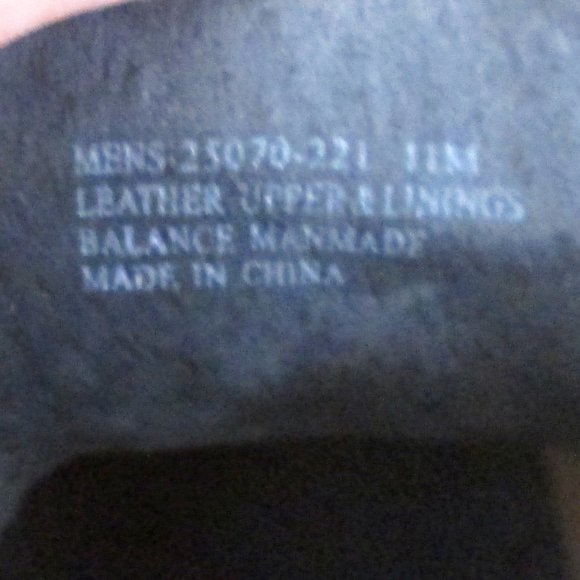 MENS 25070-221 11M
LEATHER UPPER & LININGS
BALANCE MANMADE
MADE IN CHINA